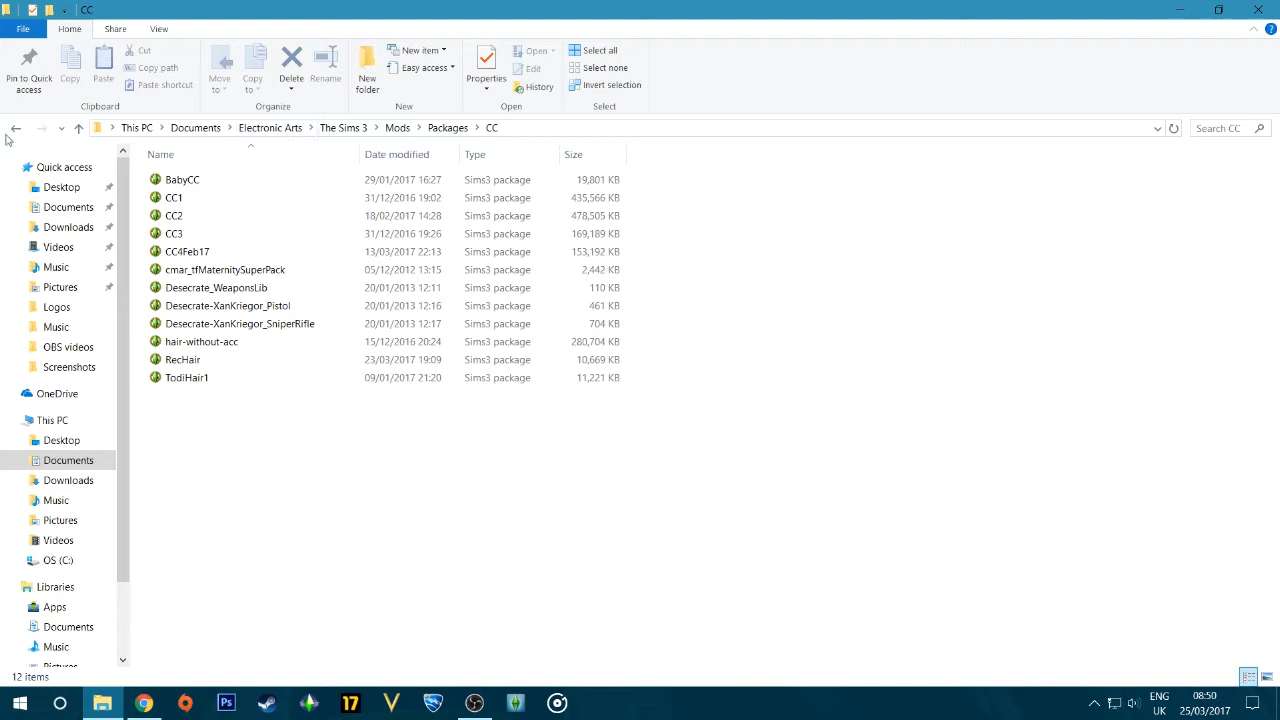 CC
File Home Share View
Pin to Quick access
Copy
Paste
Cut
Copy path
Paste shortcut
Clipboard
Move to
Copy to
Delete
Rename
Organize
New folder
New item
Easy access
New
Properties
Open
Edit
History
Open
Select all
Select none
Invert selection
Select
This PC Documents Electronic Arts The Sims 3 Mods Packages CC
Search CC
Quick access
Desktop
Documents
Downloads
Videos
Music
Pictures
Logos
Music
OBS videos
Screenshots
OneDrive
This PC
Desktop
Documents
Downloads
Music
Pictures
Videos
OS (C:)
Libraries
Apps
Documents
Music
Pictures
Name Date modified Type Size
BabyCC 29/01/2017 16:27 Sims3 package 19,801 KB
CC1 31/12/2016 19:02 Sims3 package 435,566 KB
CC2 18/02/2017 14:28 Sims3 package 478,505 KB
CC3 31/12/2016 19:26 Sims3 package 169,189 KB
CC4Feb17 13/03/2017 22:13 Sims3 package 153,192 KB
cmar_tfMaternitySuperPack 05/12/2012 13:15 Sims3 package 2,442 KB
Desecrate_WeaponsLib 20/01/2013 12:11 Sims3 package 110 KB
Desecrate-XanKriegor_Pistol 20/01/2013 12:16 Sims3 package 461 KB
Desecrate-XanKriegor_SniperRifle 20/01/2013 12:17 Sims3 package 704 KB
hair-without-acc 15/12/2016 20:24 Sims3 package 280,704 KB
RecHair 23/03/2017 19:09 Sims3 package 10,669 KB
TodiHair1 09/01/2017 21:20 Sims3 package 11,221 KB
12 items
Ps
17
V
ENG
UK
08:50
25/03/2017